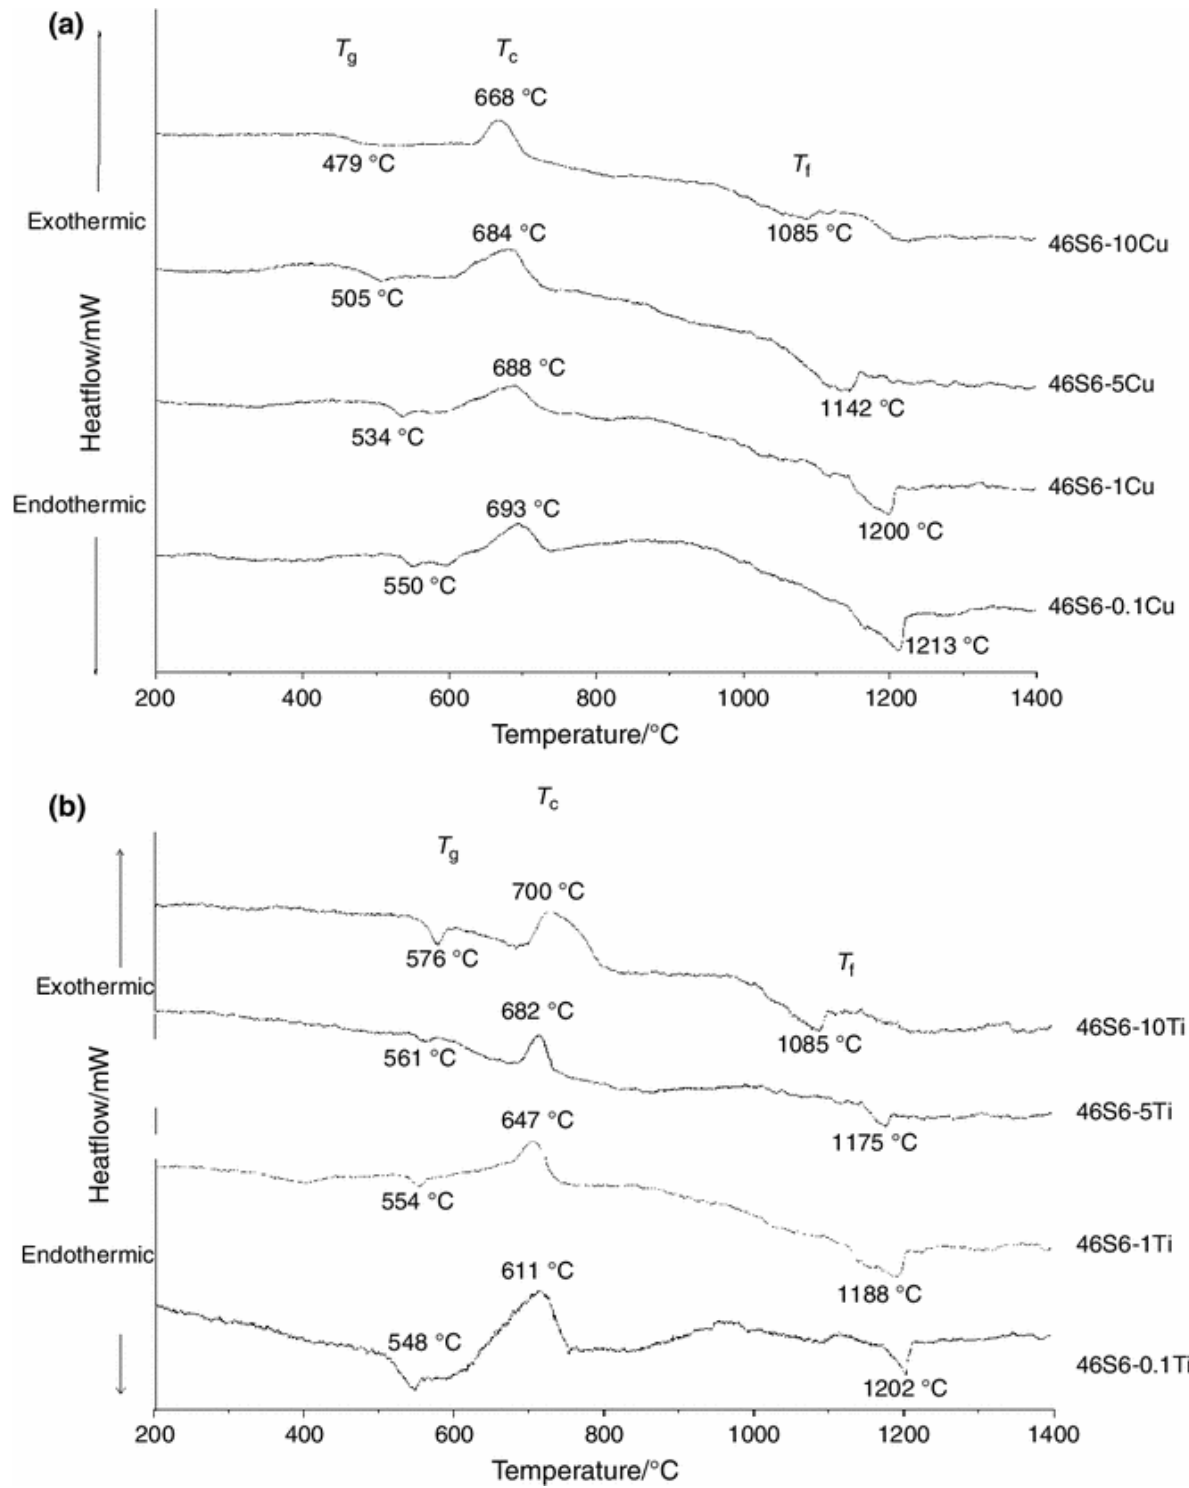 (a)
Tg
Tc
668 °C
479 °C
Tf
Exothermic
684 °C
1085 °C
46S6-10Cu
505 °C
Heatflow/mW
688 °C
46S6-5Cu
1142 °C
534 °C
46S6-1Cu
Endothermic
693 °C
1200 °C
550 °C
46S6-0.1Cu
1213 °C
200 400 600 800 1000 1200 1400
Temperature/°C
(b)
Tc
Tg
700 °C
576 °C
Tf
Exothermic
682 °C
46S6-10Ti
1085 °C
561 °C
Heatflow/mW
647 °C
46S6-5Ti
1175 °C
554 °C
46S6-1Ti
Endothermic
611 °C
1188 °C
548 °C
46S6-0.1Ti
1202 °C
200 400 600 800 1000 1200 1400
Temperature/°C